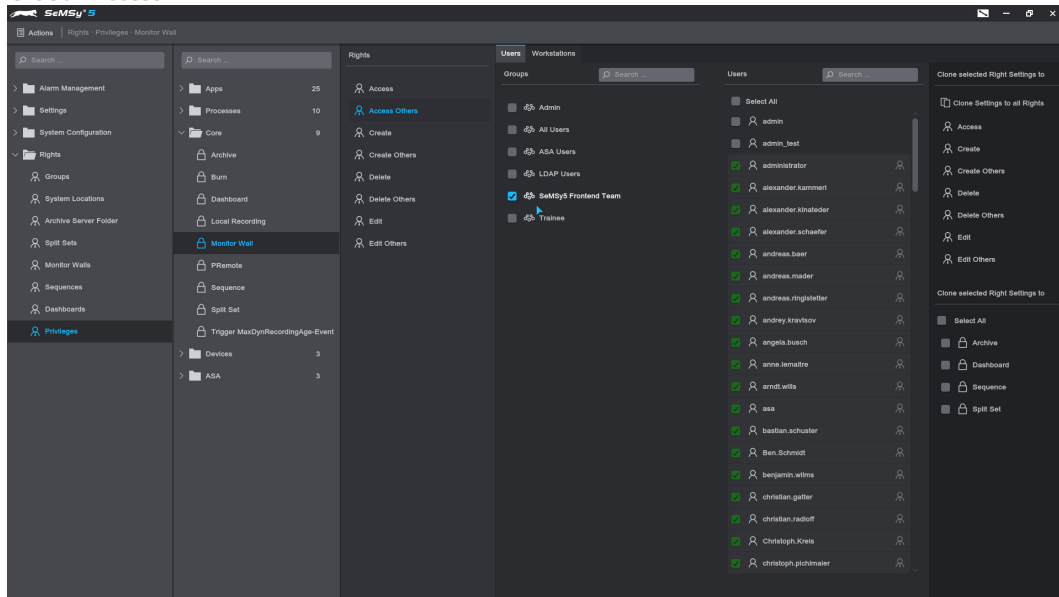 SeMSy® 5
Actions
Rights - Privileges - Monitor Wall
Search ...
Alarm Management
Settings
System Configuration
Rights
Groups
System Locations
Archive Server Folder
Split Sets
Monitor Walls
Sequences
Dashboards
Privileges
Search ...
Apps 25
Processes 10
Core 9
Archive
Burn
Dashboard
Local Recording
Monitor Wall
PRemote
Sequence
Split Set
Trigger MaxDynRecordingAge-Event
Devices 3
ASA 3
Rights
Access
Access Others
Create
Create Others
Delete
Delete Others
Edit
Edit Others
Users Workstations
Groups Search ...
Admin
All Users
ASA Users
LDAP Users
SeMSy5 Frontend Team
Trainee
Users Search ...
Select All
admin
admin_test
administrator
alexander.kammerl
alexander.kinateder
alexander.schaefer
andreas.baer
andreas.mader
andreas.ringlstetter
andrey.kravtsov
angela.busch
anne.lemaitre
arndt.wills
asa
bastian.schuster
Ben.Schmidt
benjamin.wilms
christian.gatter
christian.radloff
Christoph.Kreis
christoph.pichlmaier
Clone selected Right Settings to
Clone Settings to all Rights
Access
Create
Create Others
Delete
Delete Others
Edit
Edit Others
Clone selected Right Settings to
Select All
Archive
Dashboard
Sequence
Split Set